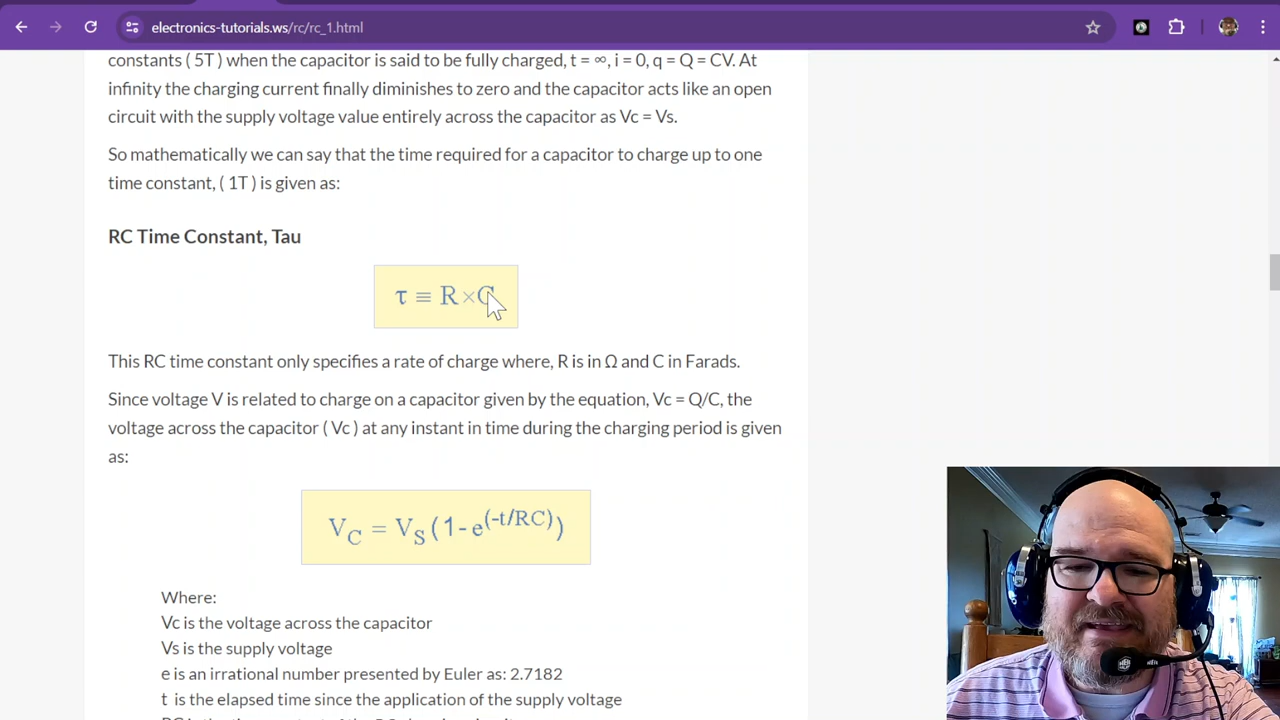 electronics-tutorials.ws/rc/rc_1.html
constants ( 5T ) when the capacitor is said to be fully charged, t = ∞, i = 0, q = Q = CV. At
infinity the charging current finally diminishes to zero and the capacitor acts like an open
circuit with the supply voltage value entirely across the capacitor as Vc = Vs.
So mathematically we can say that the time required for a capacitor to charge up to one
time constant, ( 1T ) is given as:
RC Time Constant, Tau
τ ≡ R×C
This RC time constant only specifies a rate of charge where, R is in Ω and C in Farads.
Since voltage V is related to charge on a capacitor given by the equation, Vc = Q/C, the
voltage across the capacitor ( Vc ) at any instant in time during the charging period is given
as:
V_C = V_S(1-e^(-t/RC))
Where:
Vc is the voltage across the capacitor
Vs is the supply voltage
e is an irrational number presented by Euler as: 2.7182
t is the elapsed time since the application of the supply voltage